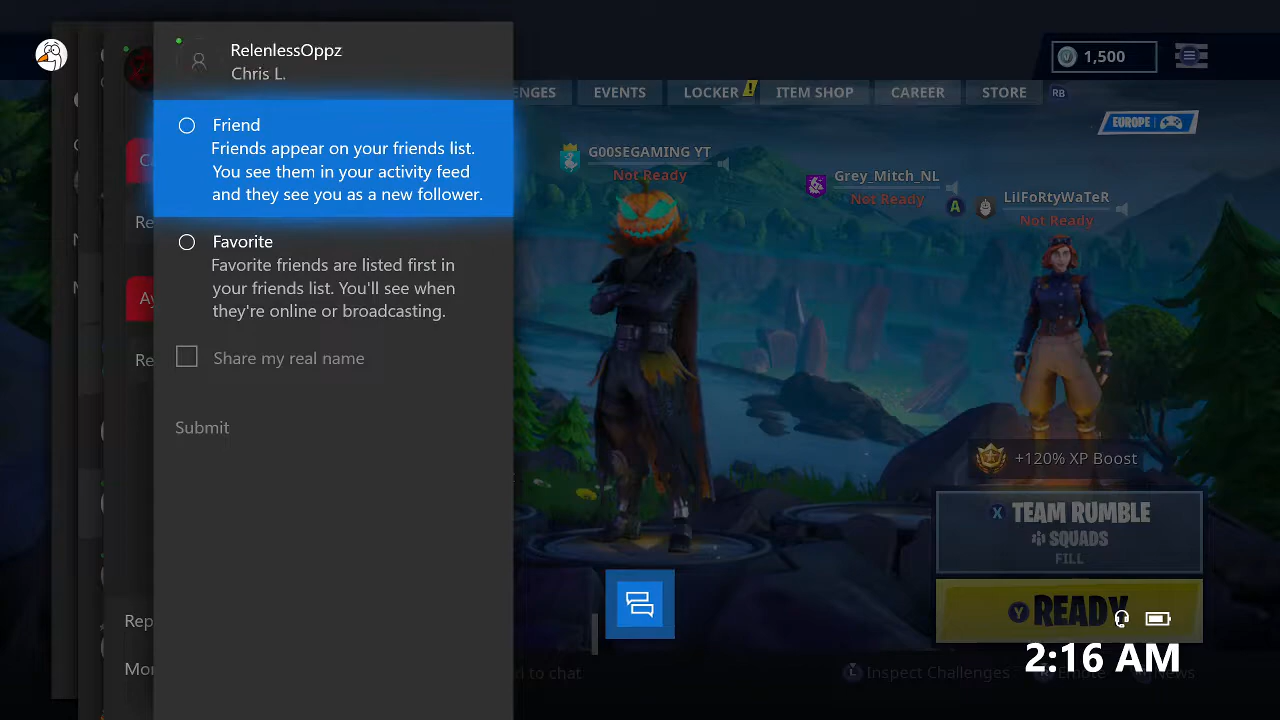 RelenlessOppz
Chris L.
Friend
Friends appear on your friends list.
You see them in your activity feed
and they see you as a new follower.
Favorite
Favorite friends are listed first in
your friends list. You'll see when
they're online or broadcasting.
Share my real name
Submit
C
Re
Ay
Re
Rep
Mor
1,500
ENGES
EVENTS
LOCKER
!
ITEM SHOP
CAREER
STORE
RB
EUROPE
G00SEGAMING YT
Not Ready
Grey_Mitch_NL
Not Ready
A
LilFoRtyWaTeR
Not Ready
+120% XP Boost
X TEAM RUMBLE
SQUADS
FILL
Y READY
2:16 AM
d to chat
L Inspect Challenges
Emote
News